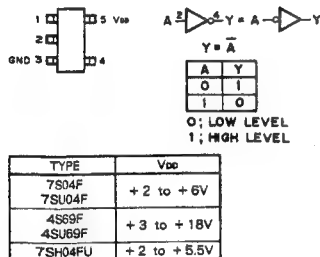 1 5 VDD
2
GND 3 4
A 2 4 Y = A Y
Y = A̅
A Y
0 1
1 0
0; LOW LEVEL
1; HIGH LEVEL
TYPE VDD
7S04F
7SU04F
+2 to +6V
4S69F
4SU69F
+3 to +18V
7SH04FU +2 to +5.5V